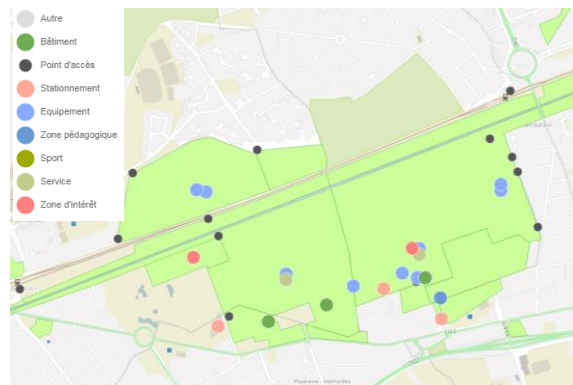 Autre
Bâtiment
Point d'accès
Stationnement
Equipement
Zone pédagogique
Sport
Service
Zone d'intérêt